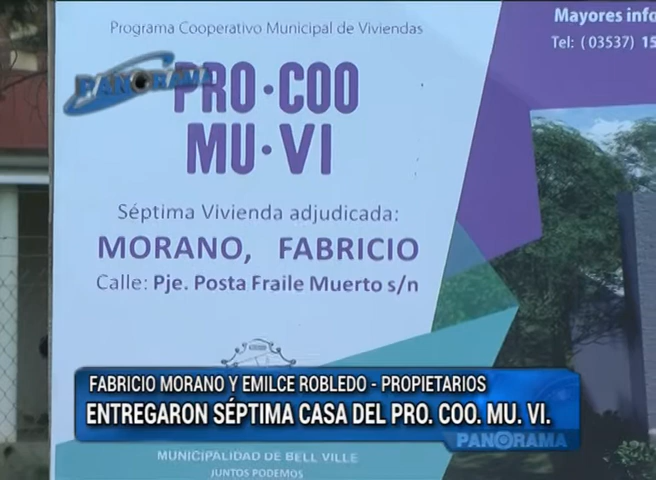 Programa Cooperativo Municipal de Viviendas
Mayores info
Tel: (03537) 15
PANORAMA
PRO·COO
MU·VI
Séptima Vivienda adjudicada:
MORANO, FABRICIO
Calle: Pje. Posta Fraile Muerto s/n
FABRICIO MORANO Y EMILCE ROBLEDO - PROPIETARIOS
ENTREGARON SÉPTIMA CASA DEL PRO. COO. MU. VI.
PANORAMA
MUNICIPALIDAD DE BELL VILLE
JUNTOS PODEMOS